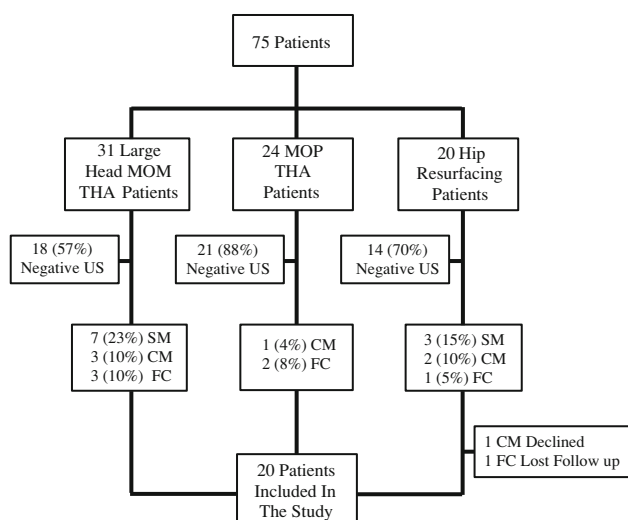 75 Patients
31 Large
Head MOM
THA Patients
24 MOP
THA
Patients
20 Hip
Resurfacing
Patients
18 (57%)
Negative US
21 (88%)
Negative US
14 (70%)
Negative US
7 (23%) SM
3 (10%) CM
3 (10%) FC
1 (4%) CM
2 (8%) FC
3 (15%) SM
2 (10%) CM
1 (5%) FC
1 CM Declined
1 FC Lost Follow up
20 Patients
Included In
The Study